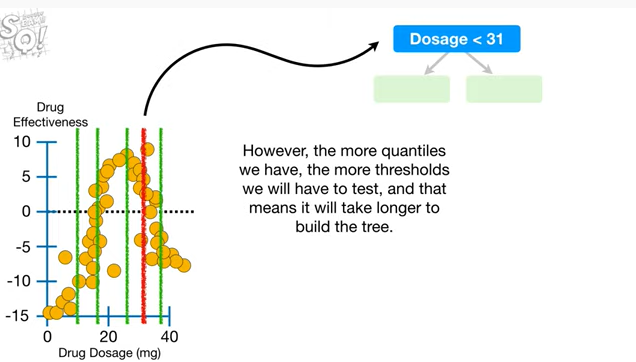 SQ!
Dosage < 31
Drug
Effectiveness
However, the more quantiles
we have, the more thresholds
we will have to test, and that
means it will take longer to
build the tree.
10
5
0
-5
-10
-15
0
20
40
Drug Dosage (mg)